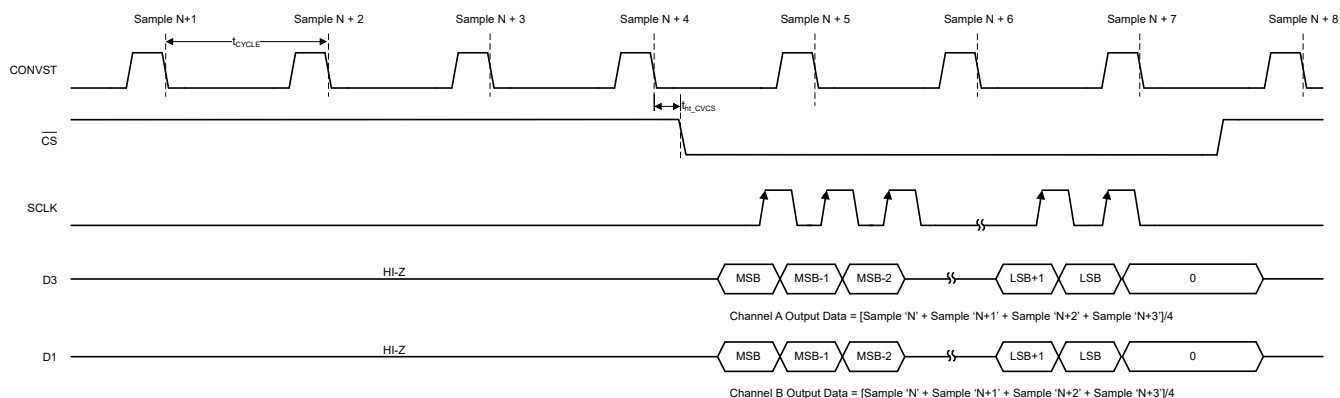 Sample N+1 Sample N + 2 Sample N + 3 Sample N + 4 Sample N + 5 Sample N + 6 Sample N + 7 Sample N + 8
tCYCLE
CONVST
tht_CVCS
CS
SCLK
HI-Z
D3 MSB MSB-1 MSB-2 LSB+1 LSB 0
Channel A Output Data = [Sample ‘N’ + Sample ‘N+1’ + Sample ‘N+2’ + Sample ‘N+3’]/4
HI-Z
D1 MSB MSB-1 MSB-2 LSB+1 LSB 0
Channel B Output Data = [Sample ‘N’ + Sample ‘N+1’ + Sample ‘N+2’ + Sample ‘N+3’]/4